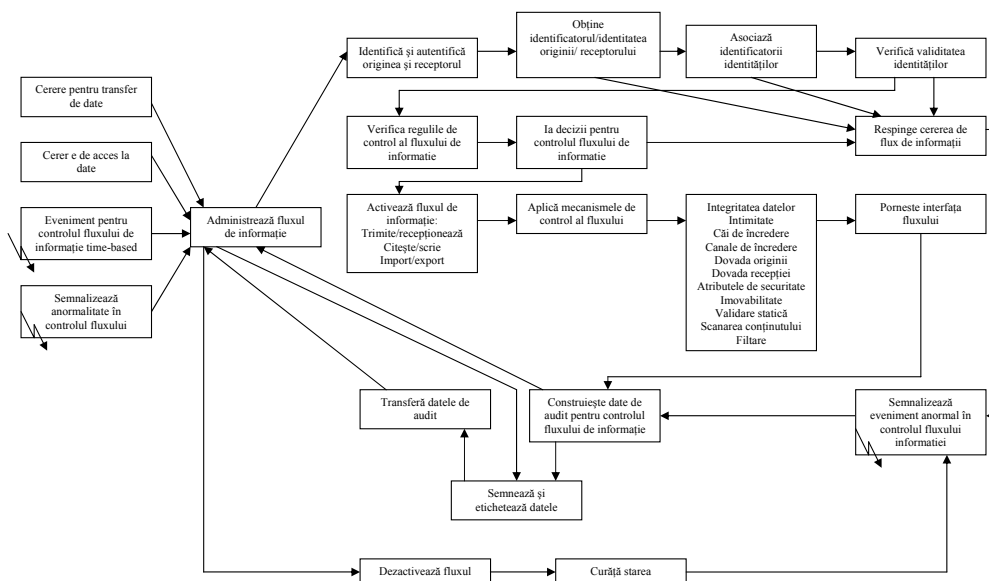 Obține
identificatorul/identitatea
originii/ receptorului
Identifică și autentifică
originea și receptorul
Asociază
identificatorii
identităților
Verifică validitatea
identităților
Cerere pentru transfer
de date
Verifica regulile de
control al fluxului de
informatie
Ia decizii pentru
controlul fluxului de
informatie
Respinge cererea de
flux de informații
Cerer e de acces la
date
Eveniment pentru
controlul fluxului de
informație time-based
Administrează fluxul
de informație
Activează fluxul de
informație:
Trimite/recepționează
Citește/scrie
Import/export
Aplică mecanismele de
control al fluxului
Integritatea datelor
Intimitate
Căi de încredere
Canale de încredere
Dovada originii
Dovada recepției
Atributele de securitate
Imovabilitate
Validare statică
Scanarea conținutului
Filtare
Porneste interfața
fluxului
Semnalizează
anormalitate în
controlul fluxului
Transferă datele de
audit
Construiește date de
audit pentru controlul
fluxului de informație
Semnalizează
eveniment anormal în
controlul fluxului
informatiei
Semnează și
etichetează datele
Dezactivează fluxul
Curăță starea